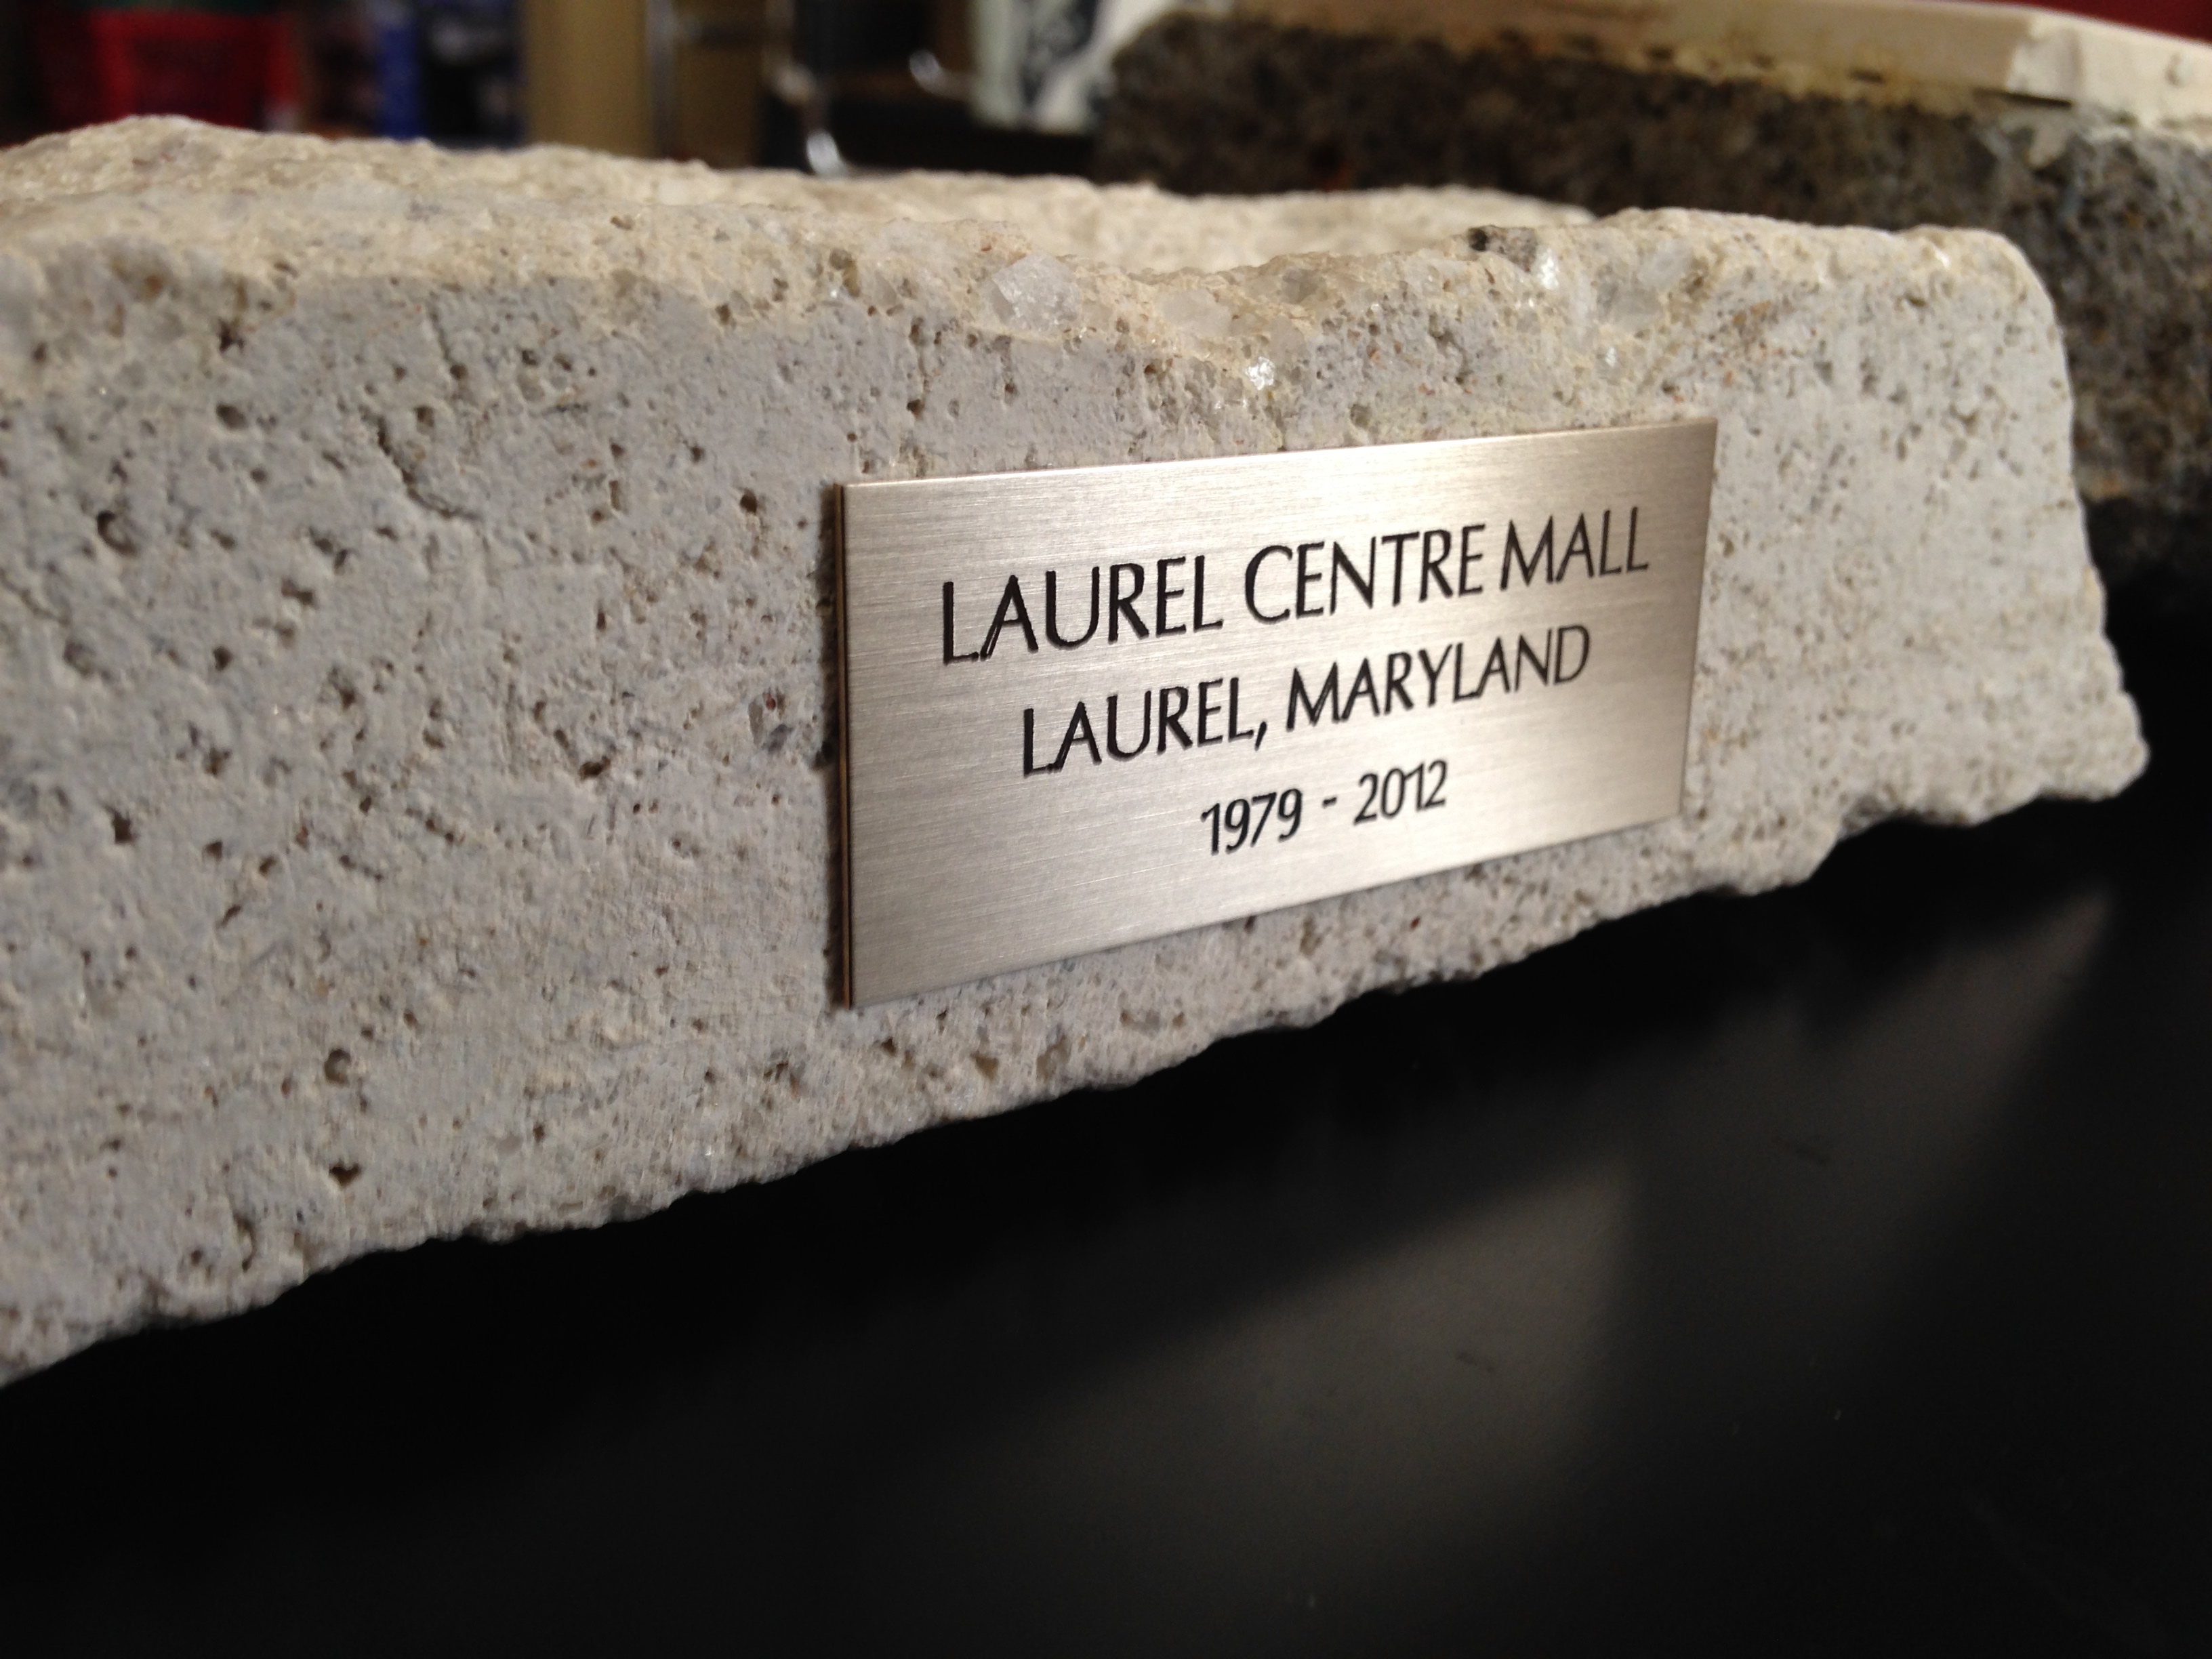 LAUREL CENTRE MALL
LAUREL, MARYLAND
1979 - 2012